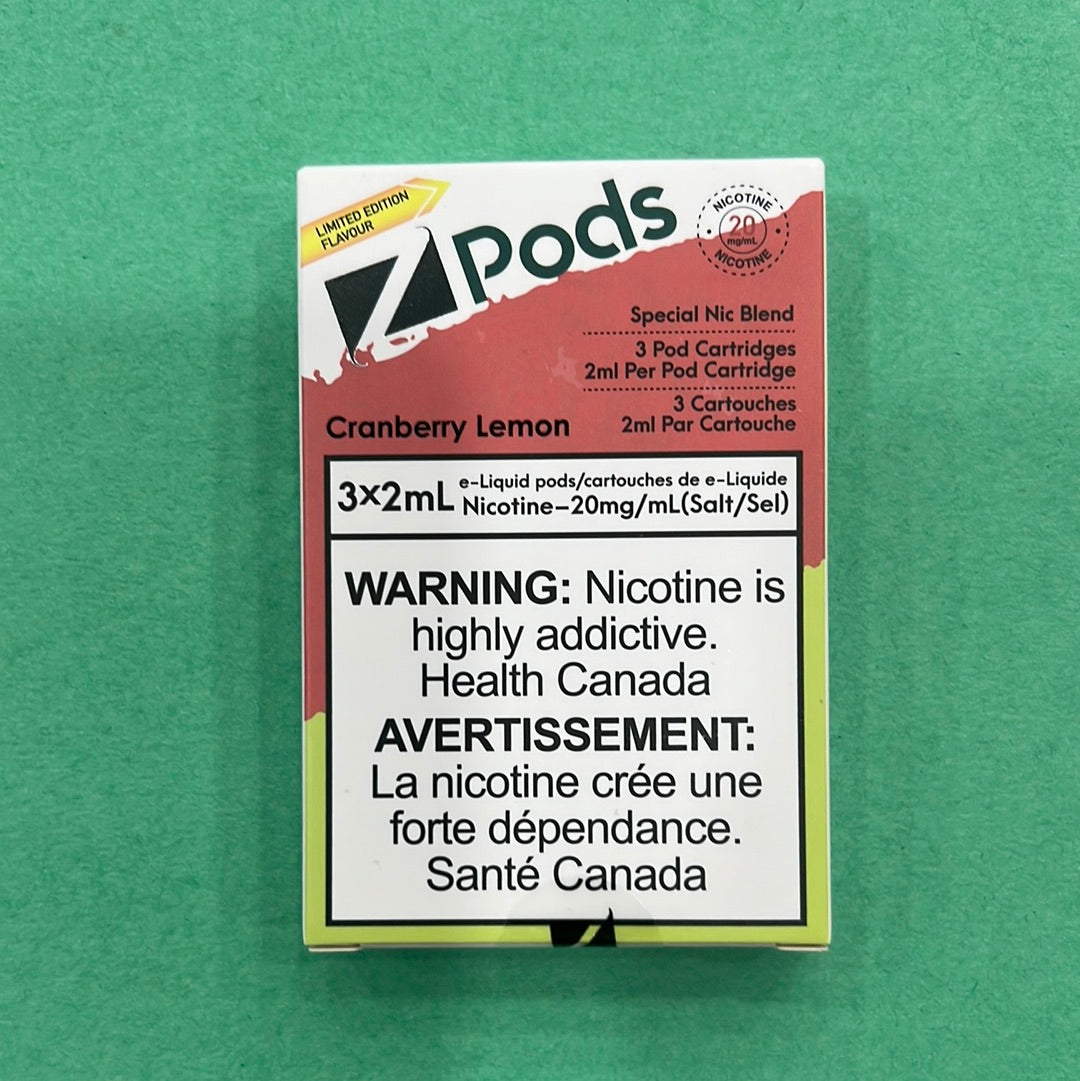 LIMITED EDITION
FLAVOUR
Z Pods
NICOTINE
20
mg/mL
NICOTINE
Special Nic Blend
3 Pod Cartridges
2ml Per Pod Cartridge
3 Cartouches
2ml Par Cartouche
Cranberry Lemon
3×2mL e-Liquid pods/cartouches de e-Liquide
Nicotine–20mg/mL(Salt/Sel)
WARNING: Nicotine is
highly addictive.
Health Canada
AVERTISSEMENT:
La nicotine crée une
forte dépendance.
Santé Canada